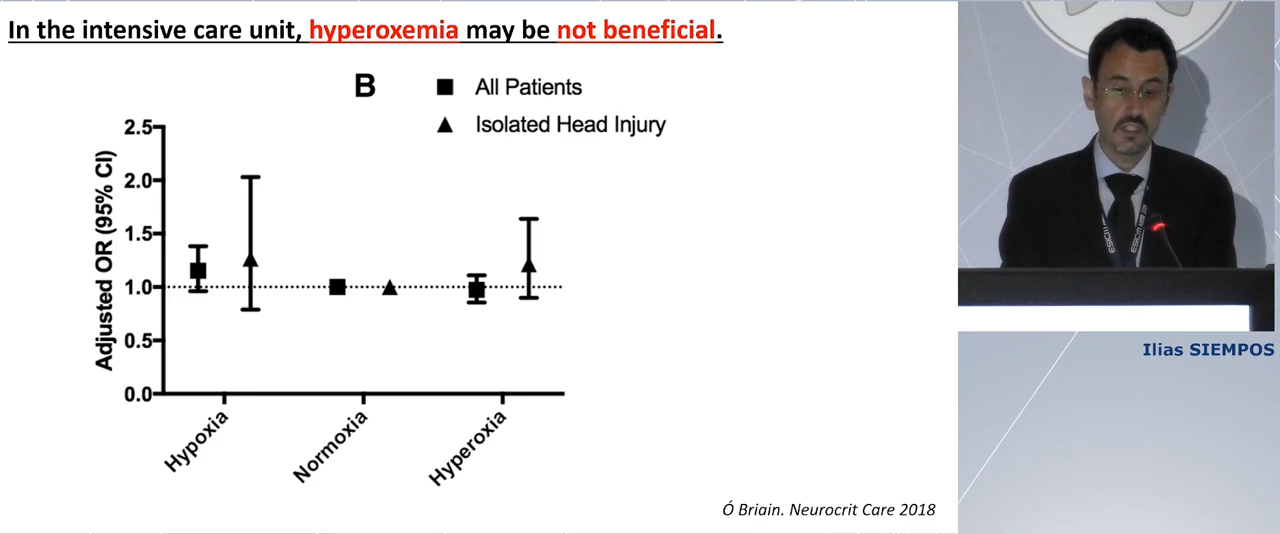 In the intensive care unit, hyperoxemia may be not beneficial.
B
All Patients
Isolated Head Injury
Adjusted OR (95% CI)
2.5
2.0
1.5
1.0
0.5
0.0
Hypoxia
Normoxia
Hyperoxia
Ó Briain. Neurocrit Care 2018
ESICM
ESICM
Ilias SIEMPOS